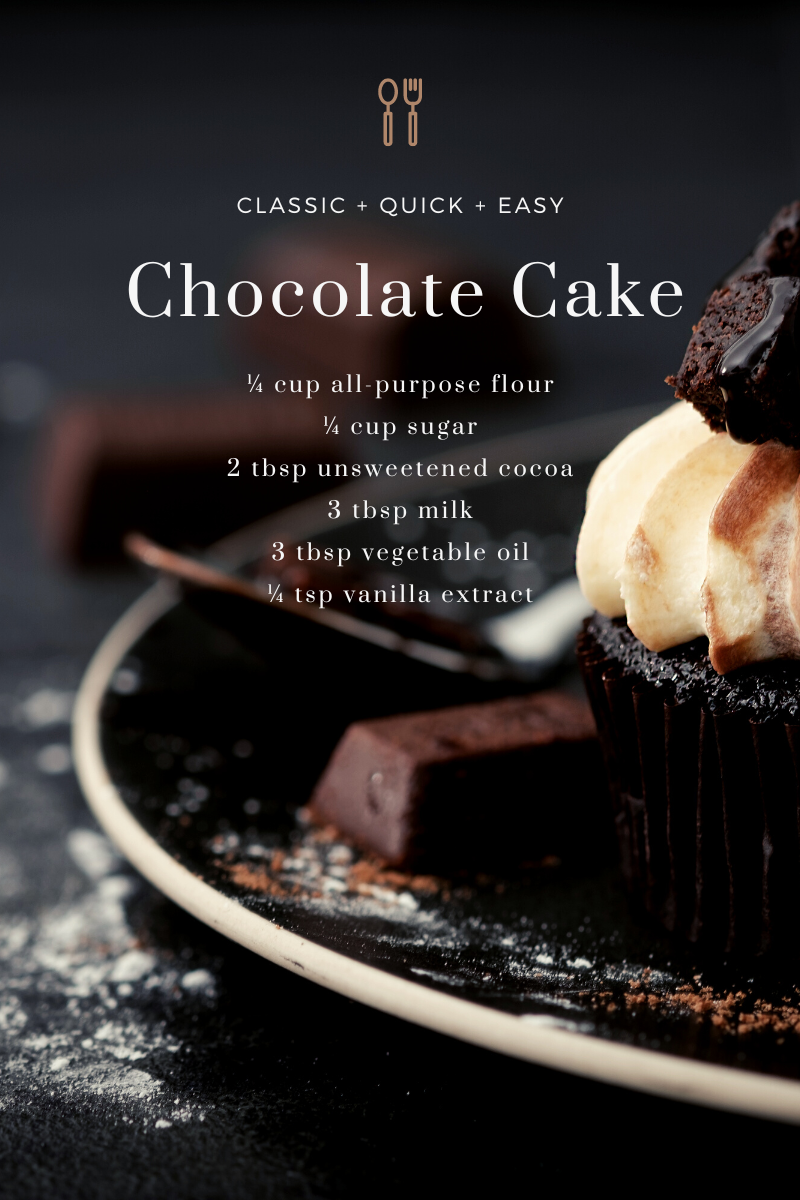 CLASSIC + QUICK + EASY
Chocolate Cake
¼ cup all-purpose flour
¼ cup sugar
2 tbsp unsweetened cocoa
3 tbsp milk
3 tbsp vegetable oil
¼ tsp vanilla extract